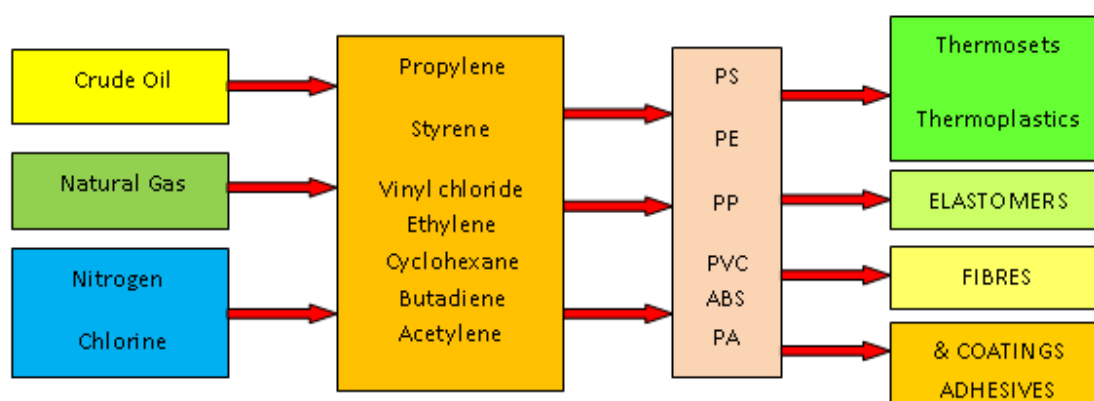 Crude Oil
Natural Gas
Nitrogen
Chlorine
Propylene
Styrene
Vinyl chloride
Ethylene
Cyclohexane
Butadiene
Acetylene
PS
PE
PP
PVC
ABS
PA
Thermosets
Thermoplastics
ELASTOMERS
FIBRES
& COATINGS
ADHESIVES